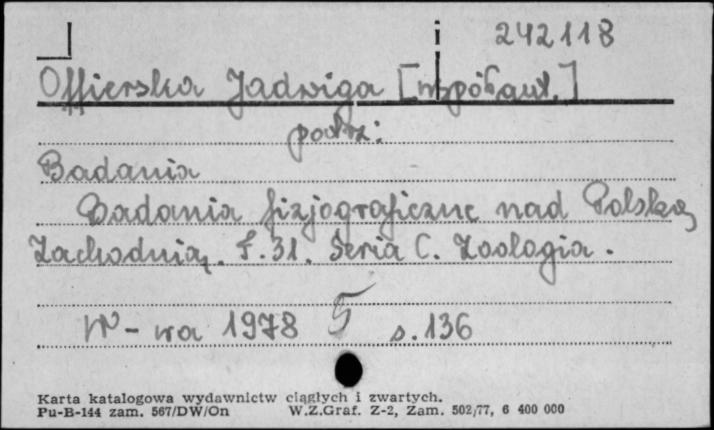 i 242118
Offierska Jadwiga [współaut.]
patrz:
Badania
Badania fizjograficzne nad Polską
Zachodnią. T.31. Seria C. Zoologia.
W-wa 1978 s.136
Karta katalogowa wydawnictw ciągłych i zwartych.
Pu-B-144 zam. 567/DW/On W.Z.Graf. Z-2, Zam. 502/77, 6 400 000